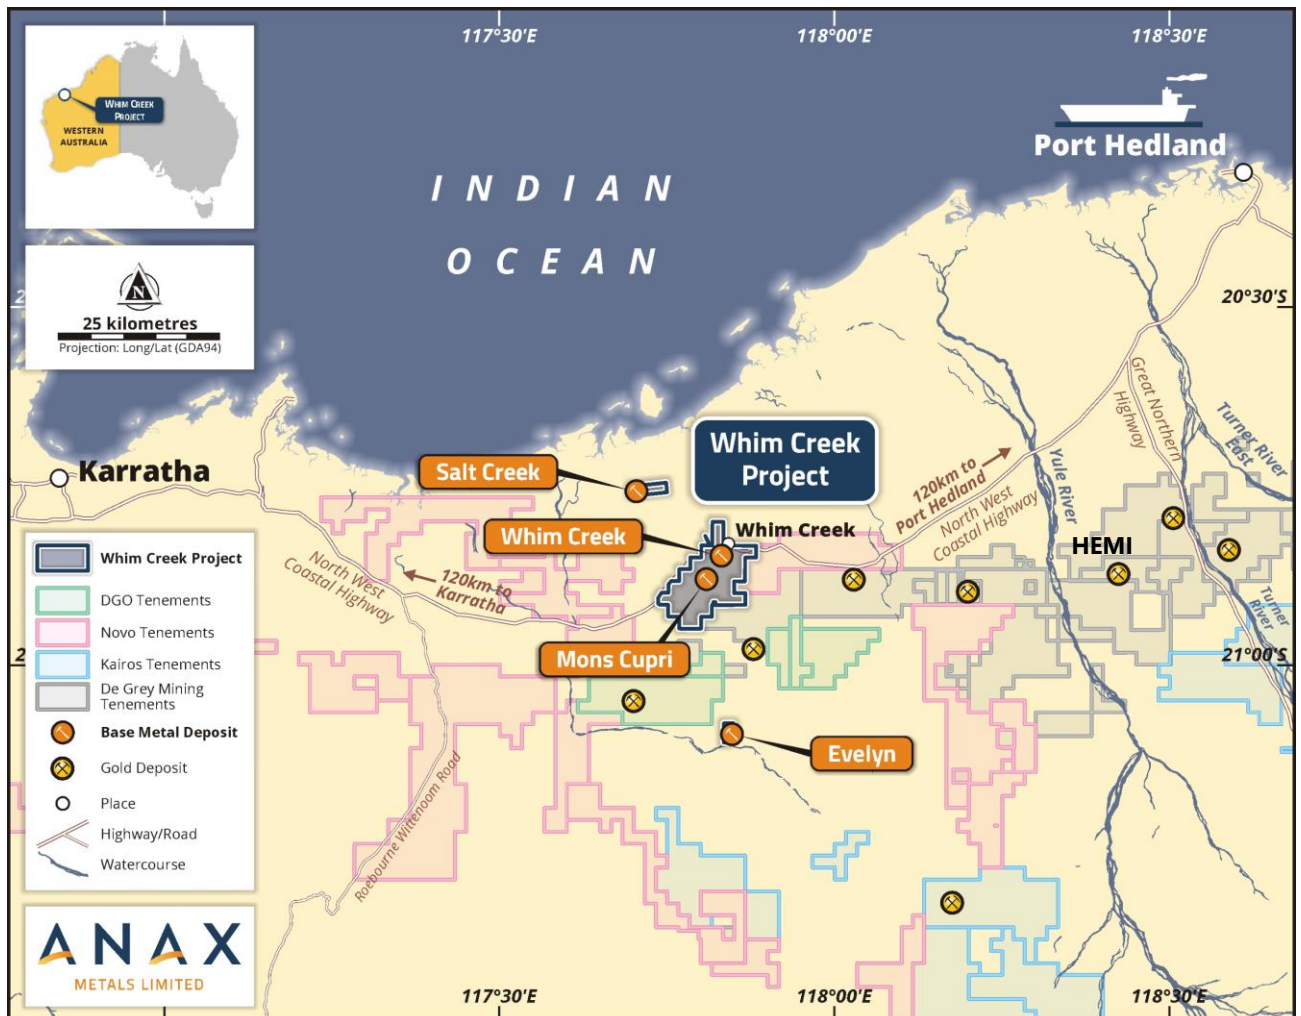 117°30'E
118°00'E
118°30'E
WHIM CREEK
PROJECT
WESTERN
AUSTRALIA
INDIAN
OCEAN
Port Hedland
N
25 kilometres
Projection: Long/Lat (GDA94)
2
20°30'S
Karratha
Salt Creek
Whim Creek
Project
Whim Creek
Whim Creek
Mons Cupri
Evelyn
HEMI
120km to
Port Hedland
North West
Coastal Highway
Great Northern
Highway
Yule River
Turner River
East
Turner
River
North West
Coastal Highway
120km to
Karratha
Roebourne Wittenoom Road
2
21°00'S
Whim Creek Project
DGO Tenements
Novo Tenements
Kairos Tenements
De Grey Mining
Tenements
Base Metal Deposit
Gold Deposit
Place
Highway/Road
Watercourse
ANAX
METALS LIMITED
117°30'E
118°00'E
118°30'E